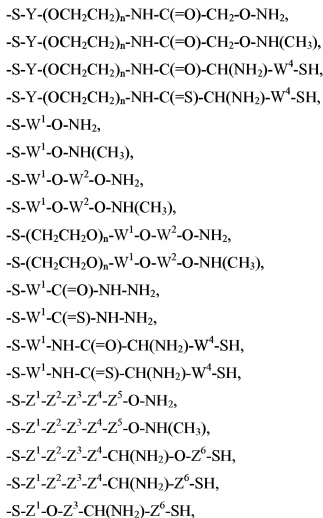 -S-Y-(OCH₂CH₂)ₙ-NH-C(=O)-CH₂-O-NH₂,
-S-Y-(OCH₂CH₂)ₙ-NH-C(=O)-CH₂-O-NH(CH₃),
-S-Y-(OCH₂CH₂)ₙ-NH-C(=O)-CH(NH₂)-W⁴-SH,
-S-Y-(OCH₂CH₂)ₙ-NH-C(=S)-CH(NH₂)-W⁴-SH,
-S-W¹-O-NH₂,
-S-W¹-O-NH(CH₃),
-S-W¹-O-W²-O-NH₂,
-S-W¹-O-W²-O-NH(CH₃),
-S-(CH₂CH₂O)ₙ-W¹-O-W²-O-NH₂,
-S-(CH₂CH₂O)ₙ-W¹-O-W²-O-NH(CH₃),
-S-W¹-C(=O)-NH-NH₂,
-S-W¹-C(=S)-NH-NH₂,
-S-W¹-NH-C(=O)-CH(NH₂)-W⁴-SH,
-S-W¹-NH-C(=S)-CH(NH₂)-W⁴-SH,
-S-Z¹-Z²-Z³-Z⁴-Z⁵-O-NH₂,
-S-Z¹-Z²-Z³-Z⁴-Z⁵-O-NH(CH₃),
-S-Z¹-Z²-Z³-Z⁴-CH(NH₂)-O-Z⁶-SH,
-S-Z¹-Z²-Z³-Z⁴-CH(NH₂)-Z⁶-SH,
-S-Z¹-O-Z³-CH(NH₂)-Z⁶-SH,